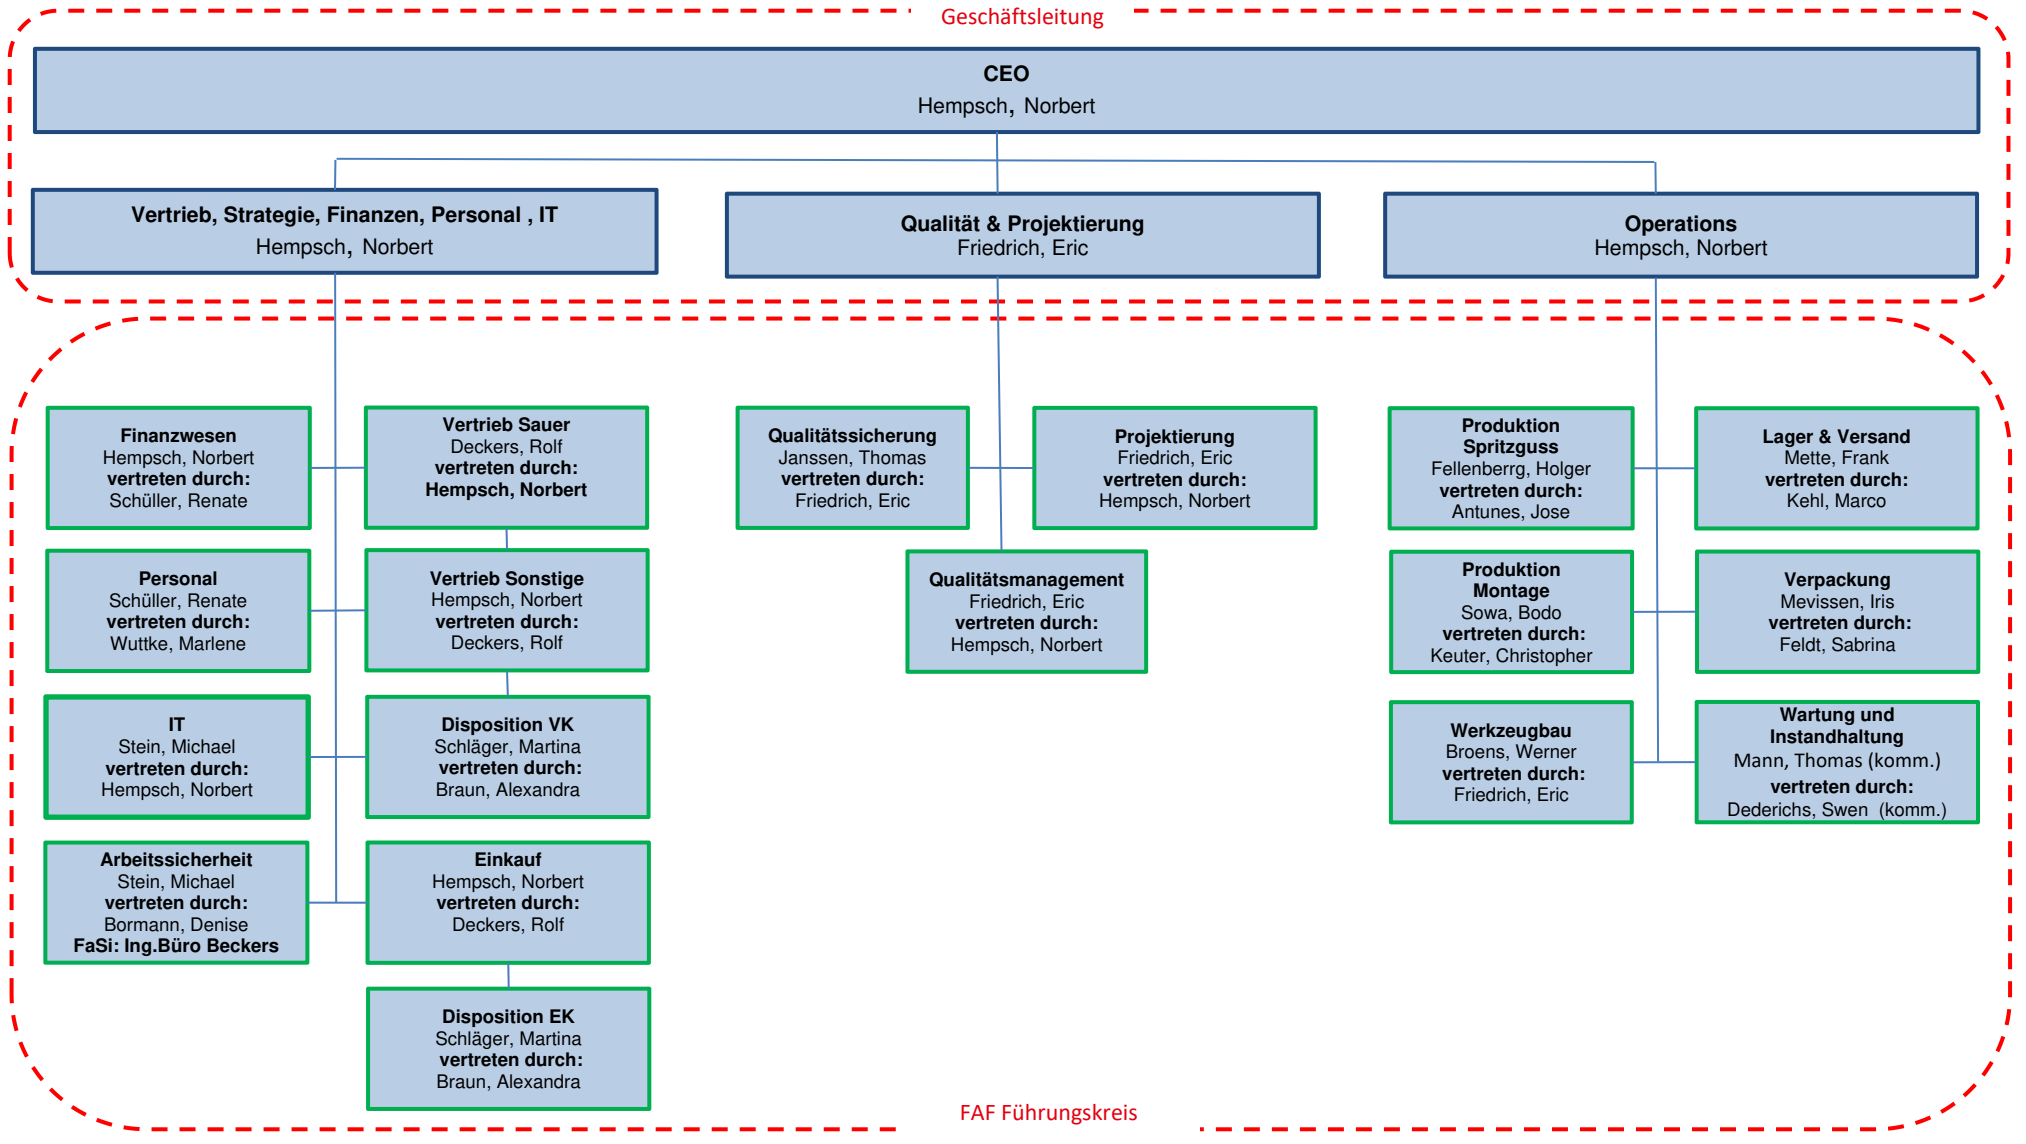 Geschäftsleitung
CEO
Hempsch, Norbert
Vertrieb, Strategie, Finanzen, Personal , IT
Hempsch, Norbert
Qualität & Projektierung
Friedrich, Eric
Operations
Hempsch, Norbert
Finanzwesen
Hempsch, Norbert
vertreten durch:
Schüller, Renate
Vertrieb Sauer
Deckers, Rolf
vertreten durch:
Hempsch, Norbert
Qualitätssicherung
Janssen, Thomas
vertreten durch:
Friedrich, Eric
Projektierung
Friedrich, Eric
vertreten durch:
Hempsch, Norbert
Produktion
Spritzguss
Fellenberrg, Holger
vertreten durch:
Antunes, Jose
Lager & Versand
Mette, Frank
vertreten durch:
Kehl, Marco
Personal
Schüller, Renate
vertreten durch:
Wuttke, Marlene
Vertrieb Sonstige
Hempsch, Norbert
vertreten durch:
Deckers, Rolf
Qualitätsmanagement
Friedrich, Eric
vertreten durch:
Hempsch, Norbert
Produktion
Montage
Sowa, Bodo
vertreten durch:
Keuter, Christopher
Verpackung
Mevissen, Iris
vertreten durch:
Feldt, Sabrina
IT
Stein, Michael
vertreten durch:
Hempsch, Norbert
Disposition VK
Schläger, Martina
vertreten durch:
Braun, Alexandra
Werkzeugbau
Broens, Werner
vertreten durch:
Friedrich, Eric
Wartung und
Instandhaltung
Mann, Thomas (komm.)
vertreten durch:
Dederichs, Swen (komm.)
Arbeitssicherheit
Stein, Michael
vertreten durch:
Bormann, Denise
FaSi: Ing.Büro Beckers
Einkauf
Hempsch, Norbert
vertreten durch:
Deckers, Rolf
Disposition EK
Schläger, Martina
vertreten durch:
Braun, Alexandra
FAF Führungskreis